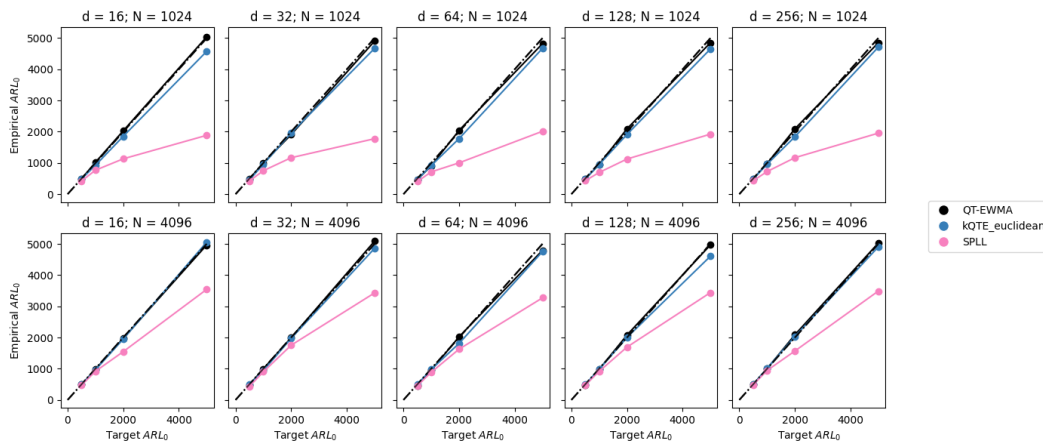 d = 16; N = 1024
d = 32; N = 1024
d = 64; N = 1024
d = 128; N = 1024
d = 256; N = 1024
5000
4000
3000
2000
1000
0
Empirical ARL₀
d = 16; N = 4096
d = 32; N = 4096
d = 64; N = 4096
d = 128; N = 4096
d = 256; N = 4096
5000
4000
3000
2000
1000
0
Empirical ARL₀
0 2000 4000
0 2000 4000
0 2000 4000
0 2000 4000
0 2000 4000
Target ARL₀
Target ARL₀
Target ARL₀
Target ARL₀
Target ARL₀
QT-EWMA
kQTE_euclidean
SPLL